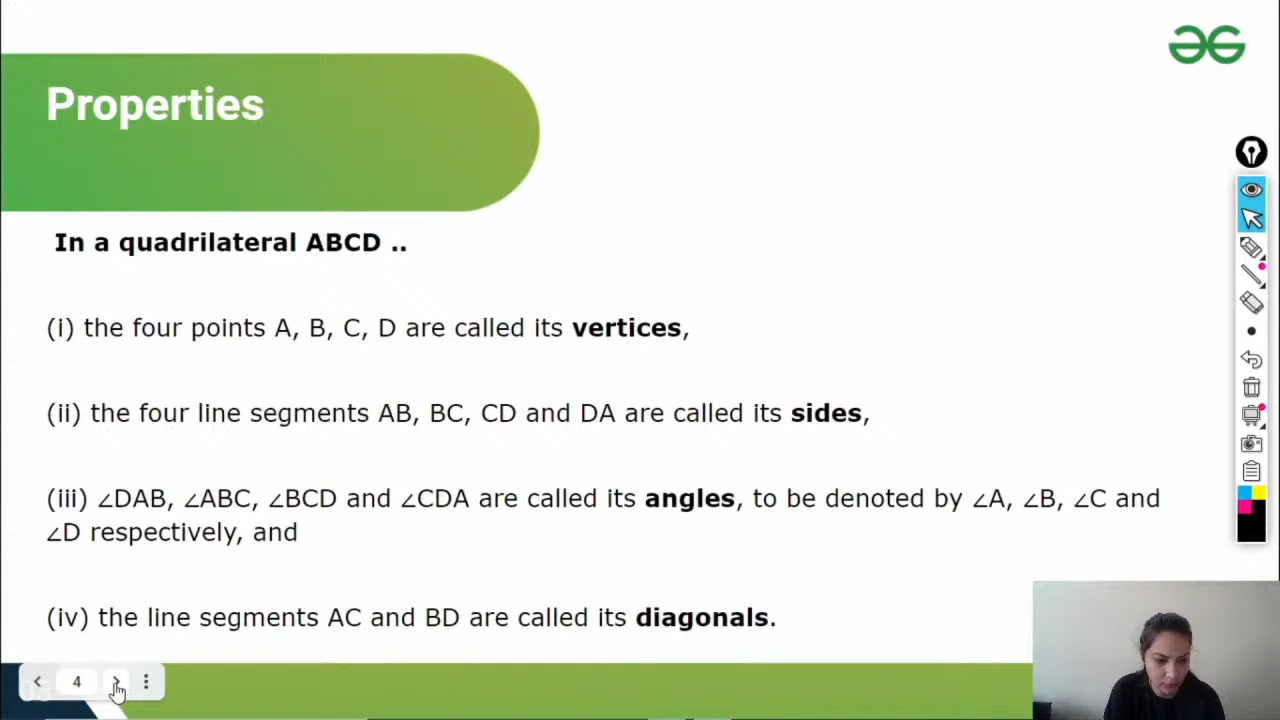 Properties
In a quadrilateral ABCD ..
(i) the four points A, B, C, D are called its vertices,
(ii) the four line segments AB, BC, CD and DA are called its sides,
(iii) ∠DAB, ∠ABC, ∠BCD and ∠CDA are called its angles, to be denoted by ∠A, ∠B, ∠C and
∠D respectively, and
(iv) the line segments AC and BD are called its diagonals.
4